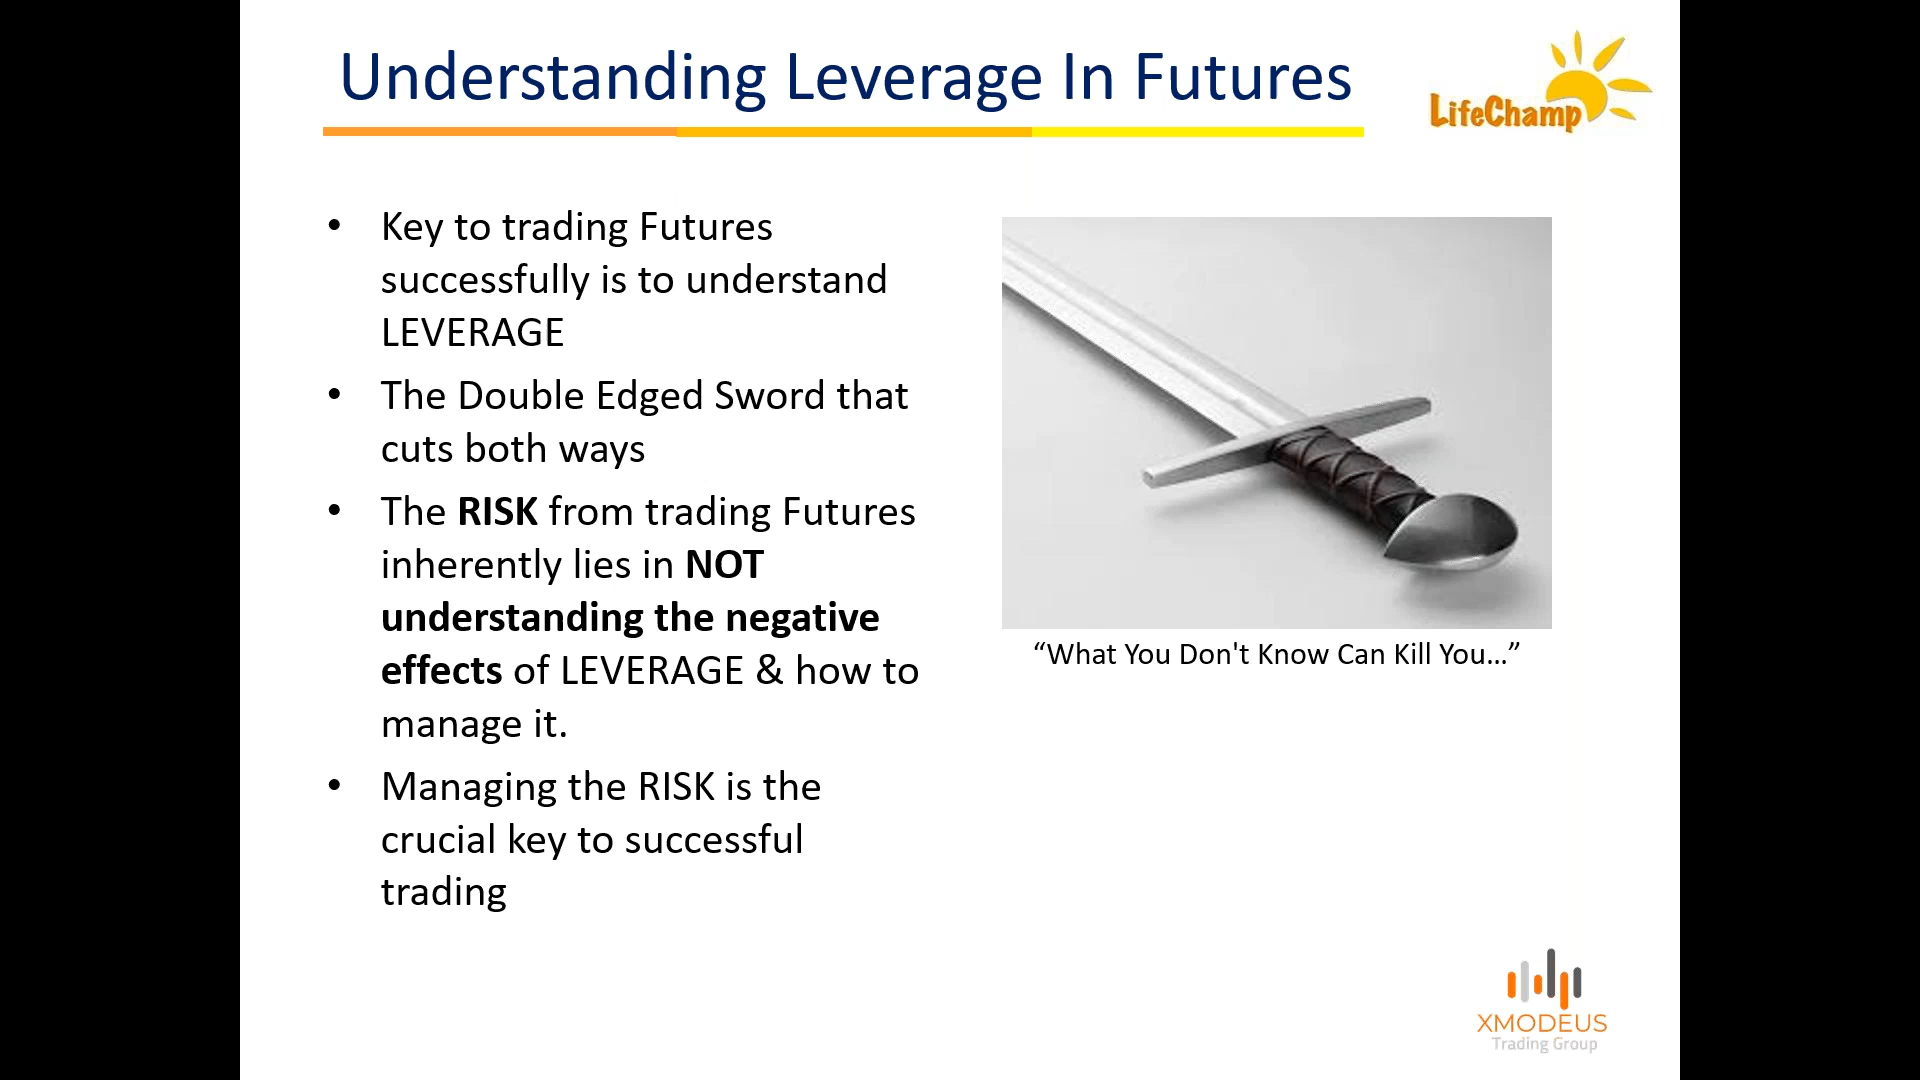 Understanding Leverage In Futures
LifeChamp
• Key to trading Futures
successfully is to understand
LEVERAGE
• The Double Edged Sword that
cuts both ways
• The RISK from trading Futures
inherently lies in NOT
understanding the negative
effects of LEVERAGE & how to
manage it.
• Managing the RISK is the
crucial key to successful
trading
“What You Don't Know Can Kill You…”
XMODEUS
Trading Group